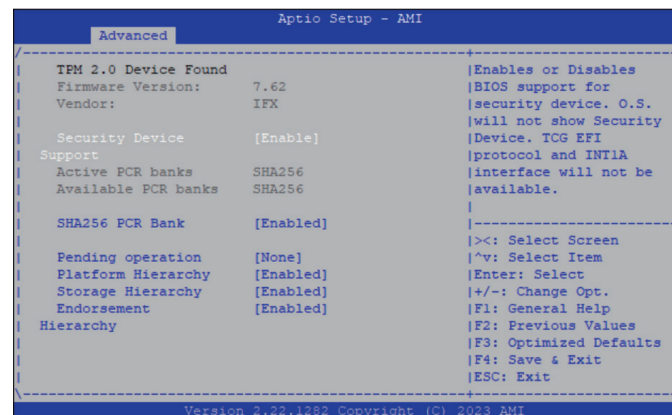 Aptio Setup - AMI
Advanced
TPM 2.0 Device Found
Firmware Version: 7.62
Vendor: IFX
Security Device [Enable]
Support
Active PCR banks SHA256
Available PCR banks SHA256
SHA256 PCR Bank [Enabled]
Pending operation [None]
Platform Hierarchy [Enabled]
Storage Hierarchy [Enabled]
Endorsement [Enabled]
Hierarchy
Enables or Disables
BIOS support for
security device. O.S.
will not show Security
Device. TCG EFI
protocol and INT1A
interface will not be
available.
><: Select Screen
^v: Select Item
Enter: Select
+/-: Change Opt.
F1: General Help
F2: Previous Values
F3: Optimized Defaults
F4: Save & Exit
ESC: Exit
Version 2.22.1282 Copyright (C) 2023 AMI